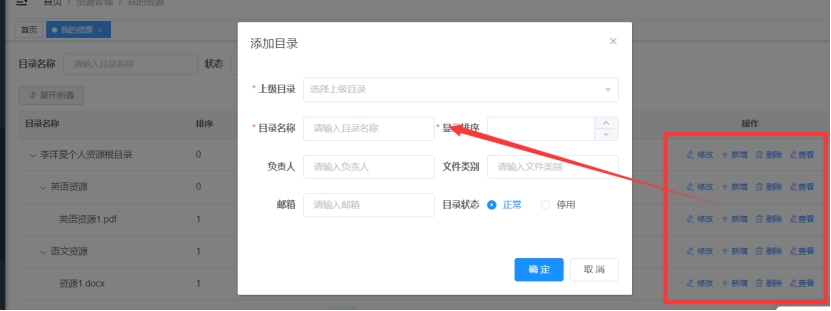 首页 / 资源管理 / 我的资源
首页 我的资源 ×
目录名称 请输入目录名称 状态
展开/折叠
目录名称 排序 操作
李洋旻个人资源根目录 0 修改 新增 删除 查看
英语资源 0 修改 新增 删除 查看
英语资源1.pdf 1 修改 新增 删除 查看
语文资源 1 修改 新增 删除 查看
资源1.docx 1 修改 新增 删除 查看
添加目录 ×
* 上级目录 选择上级目录
* 目录名称 请输入目录名称 * 显示排序
负责人 请输入负责人 文件类别 请输入文件类别
邮箱 请输入邮箱 目录状态 正常 停用
确定 取消